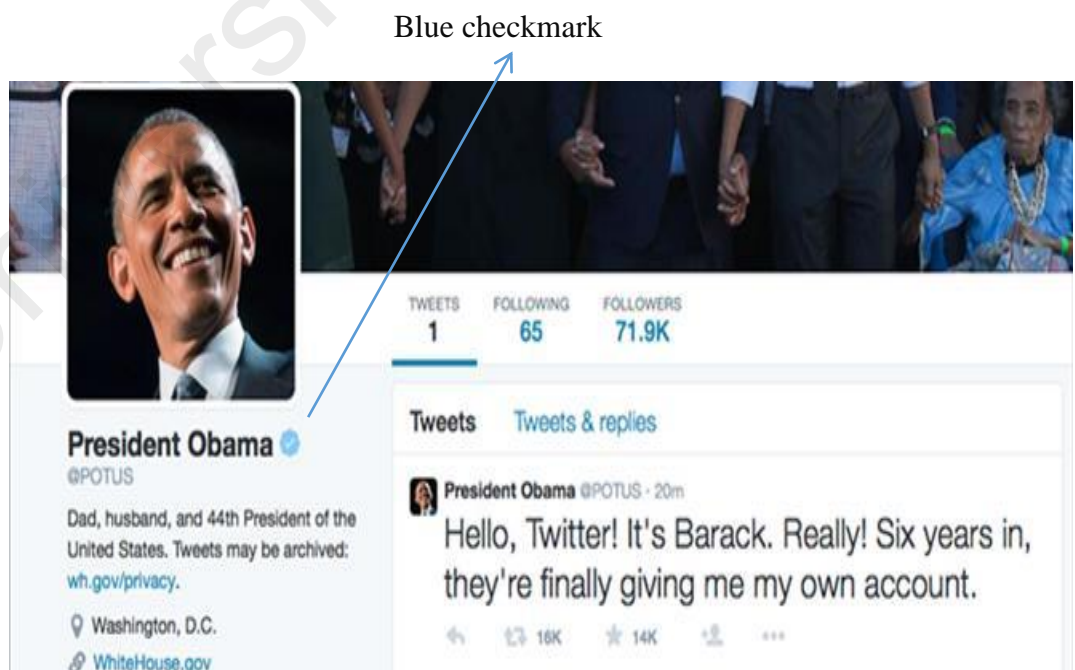 Blue checkmark
TWEETS FOLLOWING FOLLOWERS
1 65 71.9K
President Obama
@POTUS
Dad, husband, and 44th President of the
United States. Tweets may be archived:
wh.gov/privacy.
Washington, D.C.
WhiteHouse.gov
Tweets Tweets & replies
President Obama @POTUS · 20m
Hello, Twitter! It's Barack. Really! Six years in,
they're finally giving me my own account.
16K 14K